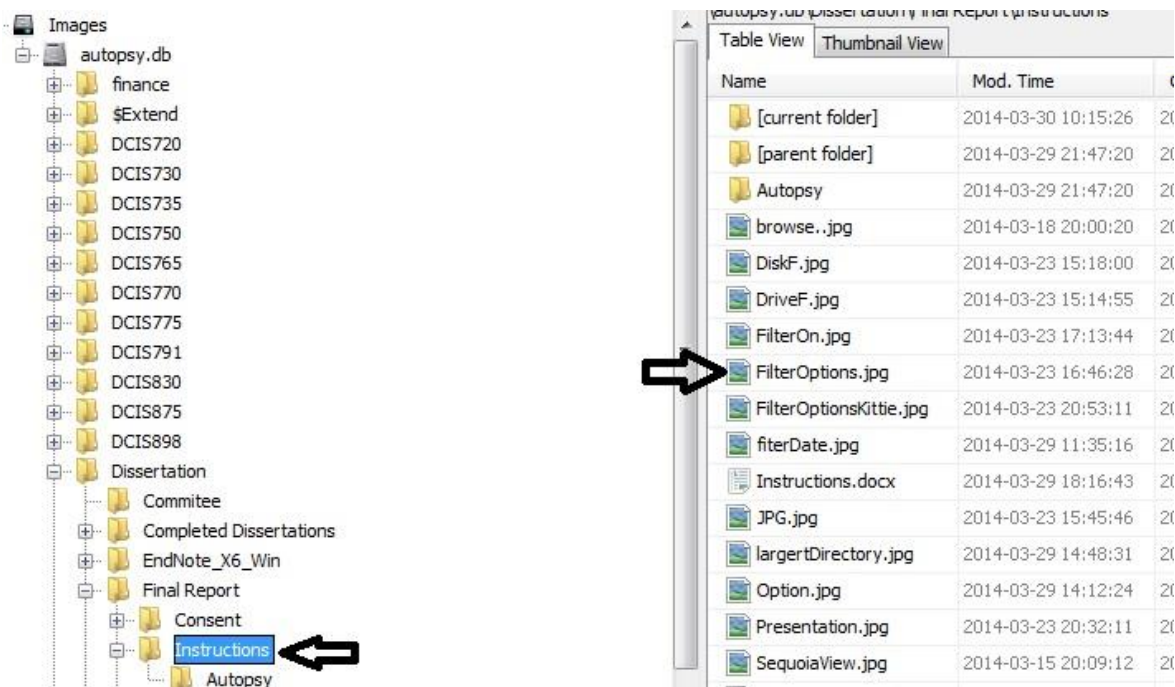 Images
autopsy.db
finance
$Extend
DCIS720
DCIS730
DCIS735
DCIS750
DCIS765
DCIS770
DCIS775
DCIS791
DCIS830
DCIS875
DCIS898
Dissertation
Commitee
Completed Dissertations
EndNote_X6_Win
Final Report
Consent
Instructions
Autopsy
\autopsy.db\Dissertation\Final Report\Instructions
Table View Thumbnail View
Name Mod. Time
[current folder] 2014-03-30 10:15:26
[parent folder] 2014-03-29 21:47:20
Autopsy 2014-03-29 21:47:20
browse..jpg 2014-03-18 20:00:20
DiskF.jpg 2014-03-23 15:18:00
DriveF.jpg 2014-03-23 15:14:55
FilterOn.jpg 2014-03-23 17:13:44
FilterOptions.jpg 2014-03-23 16:46:28
FilterOptionsKittie.jpg 2014-03-23 20:53:11
fiterDate.jpg 2014-03-29 11:35:16
Instructions.docx 2014-03-29 18:16:43
JPG.jpg 2014-03-23 15:45:46
largertDirectory.jpg 2014-03-29 14:48:31
Option.jpg 2014-03-29 14:12:24
Presentation.jpg 2014-03-23 20:32:11
SequoiaView.jpg 2014-03-15 20:09:12